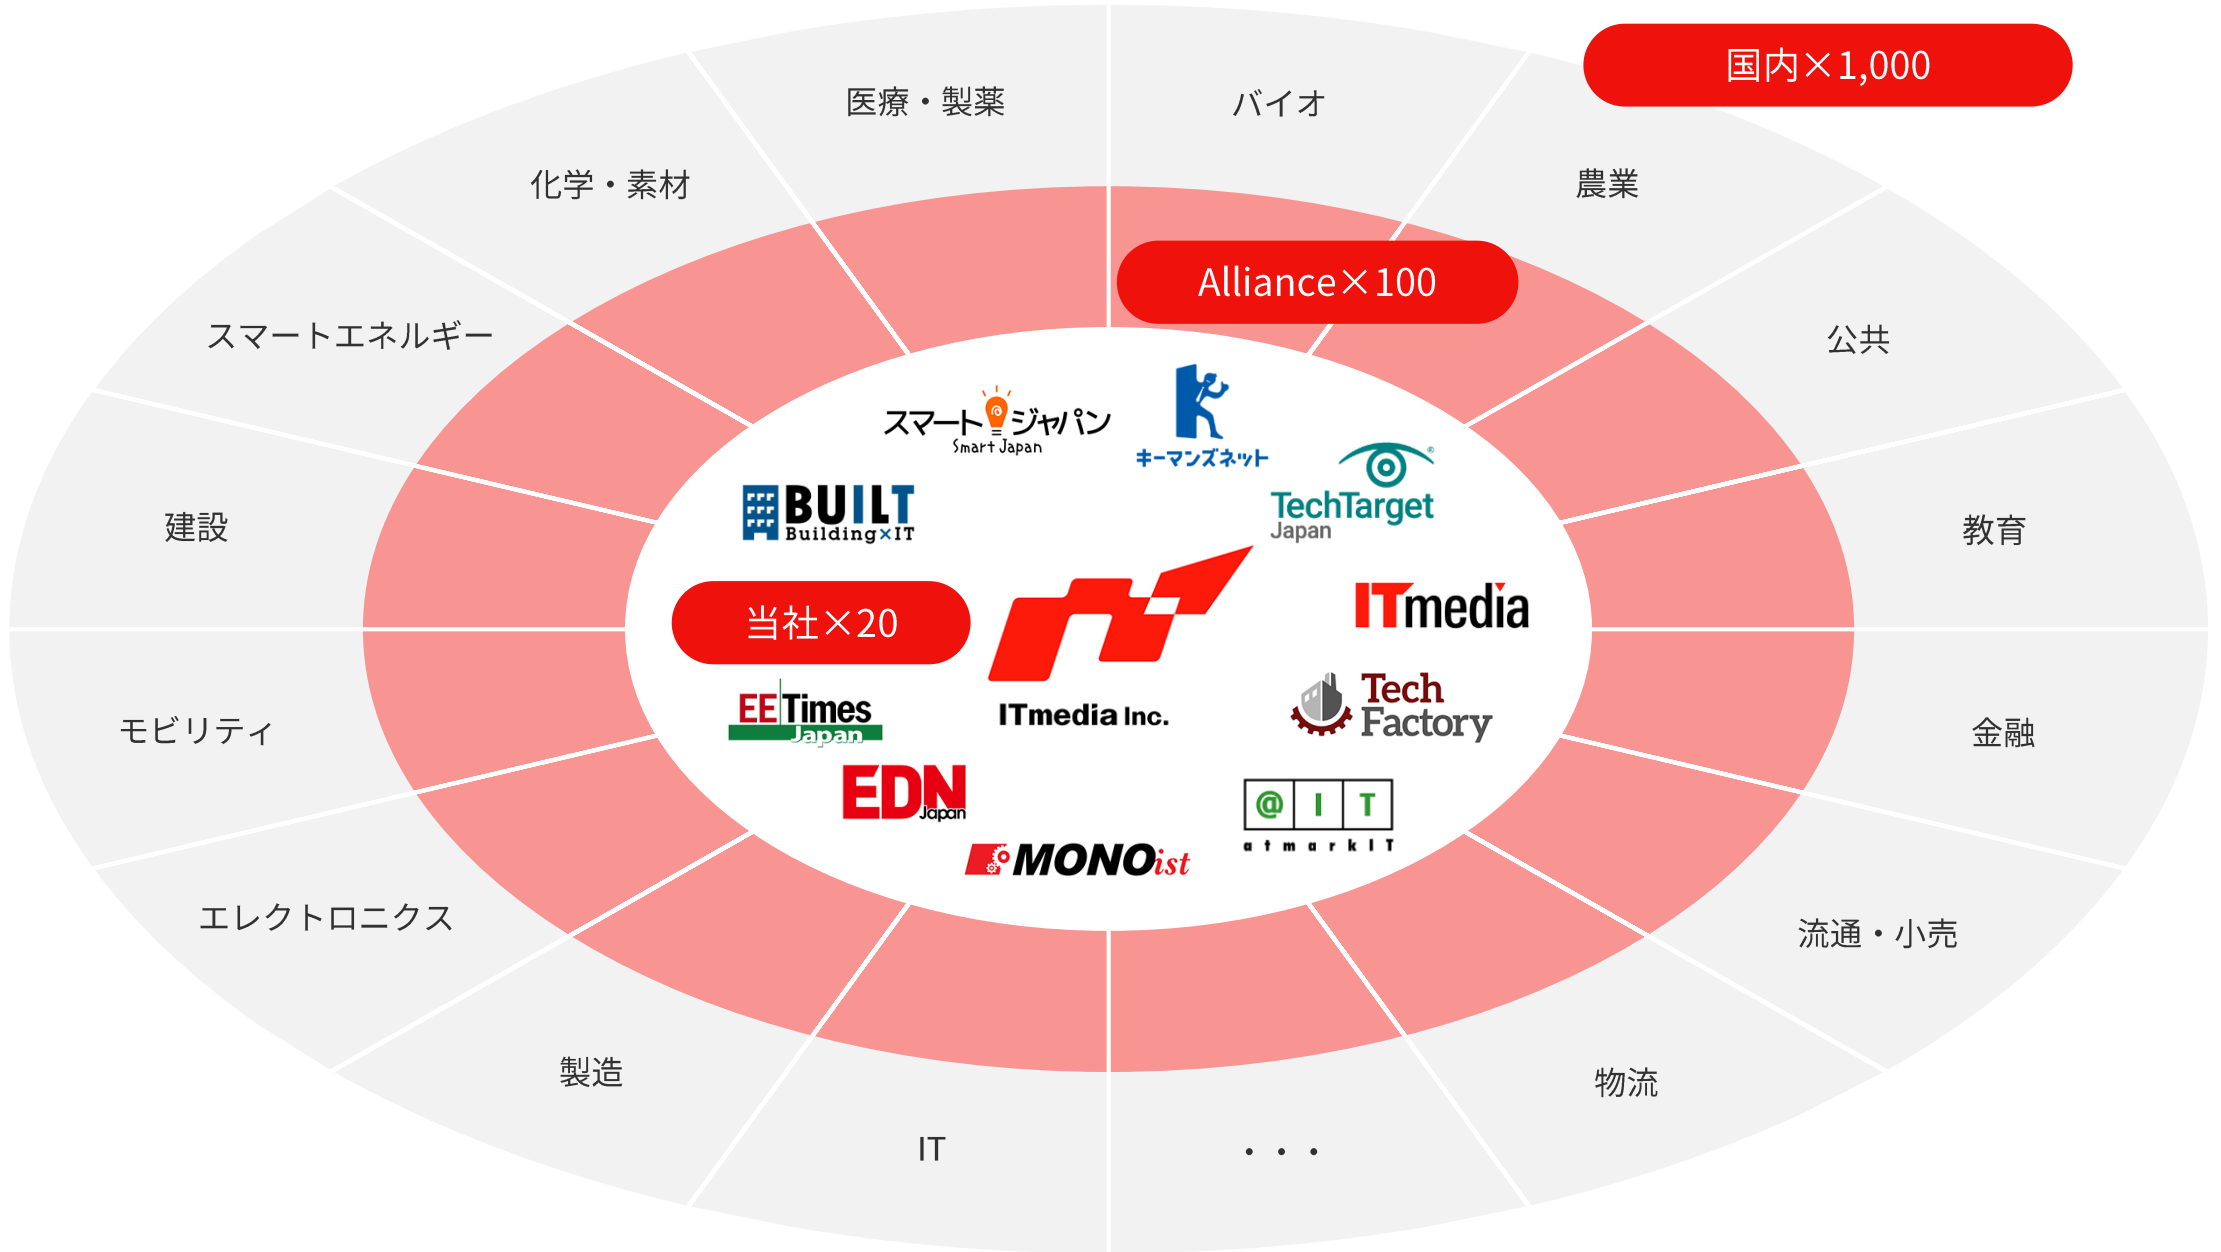 国内×1,000
医療・製薬
バイオ
化学・素材
農業
Alliance×100
スマートエネルギー
公共
スマートジャパン
Smart Japan
キーマンズネット
TechTarget®
Japan
BUILT
Building×IT
建設
教育
当社×20
ITmedia
ITmedia Inc.
EE Times
Japan
Tech
Factory
モビリティ
金融
EDN
Japan
@IT
atmarkIT
MONOist
エレクトロニクス
流通・小売
製造
物流
IT
・・・